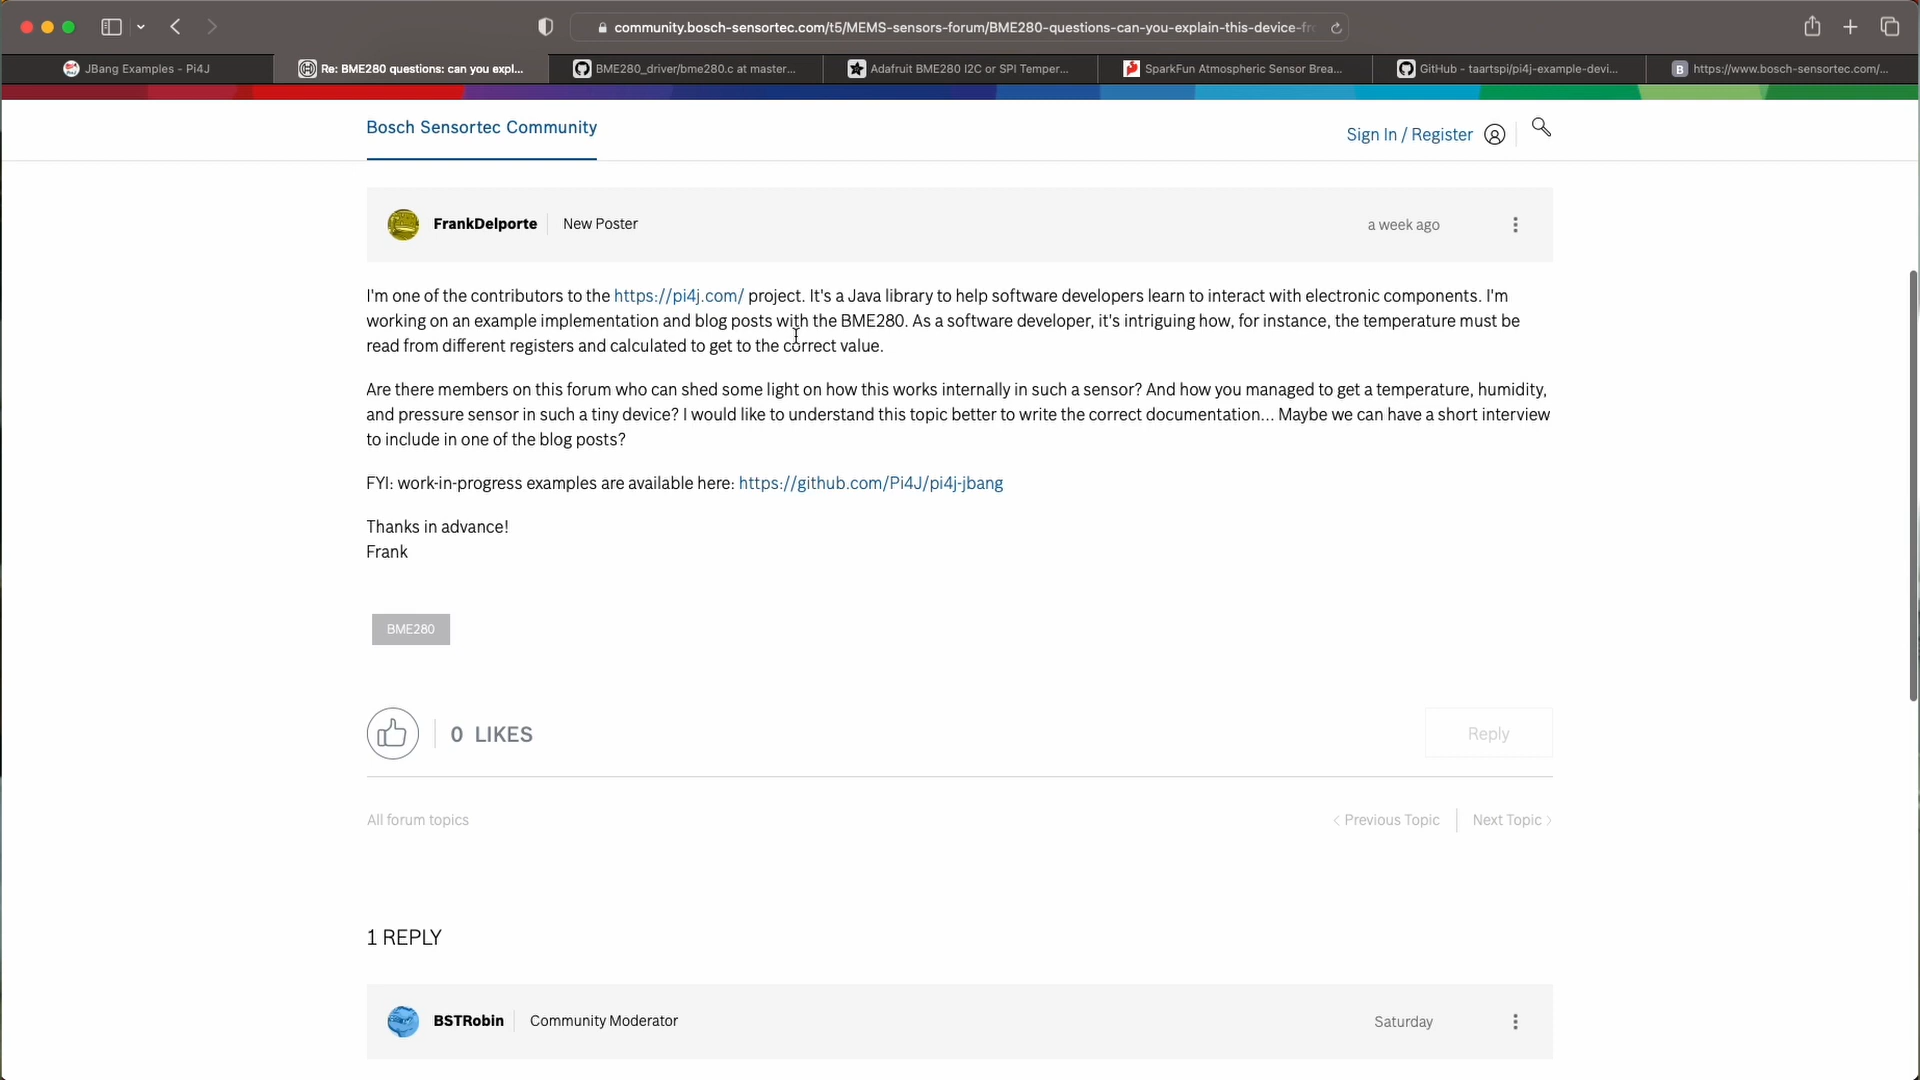 community.bosch-sensortec.com/t5/MEMS-sensors-forum/BME280-questions-can-you-explain-this-device-fr
JBang Examples - Pi4J
Re: BME280 questions: can you expl...
BME280_driver/bme280.c at master...
Adafruit BME280 I2C or SPI Temper...
SparkFun Atmospheric Sensor Brea...
GitHub - taartspi/pi4j-example-devi...
B
https://www.bosch-sensortec.com/...
Bosch Sensortec Community
Sign In / Register
FrankDelporte
New Poster
a week ago
I'm one of the contributors to the https://pi4j.com/ project. It's a Java library to help software developers learn to interact with electronic components. I'm
working on an example implementation and blog posts with the BME280. As a software developer, it's intriguing how, for instance, the temperature must be
read from different registers and calculated to get to the correct value.
Are there members on this forum who can shed some light on how this works internally in such a sensor? And how you managed to get a temperature, humidity,
and pressure sensor in such a tiny device? I would like to understand this topic better to write the correct documentation... Maybe we can have a short interview
to include in one of the blog posts?
FYI: work-in-progress examples are available here: https://github.com/Pi4J/pi4j-jbang
Thanks in advance!
Frank
BME280
0 LIKES
Reply
All forum topics
< Previous Topic
Next Topic >
1 REPLY
BSTRobin
Community Moderator
Saturday